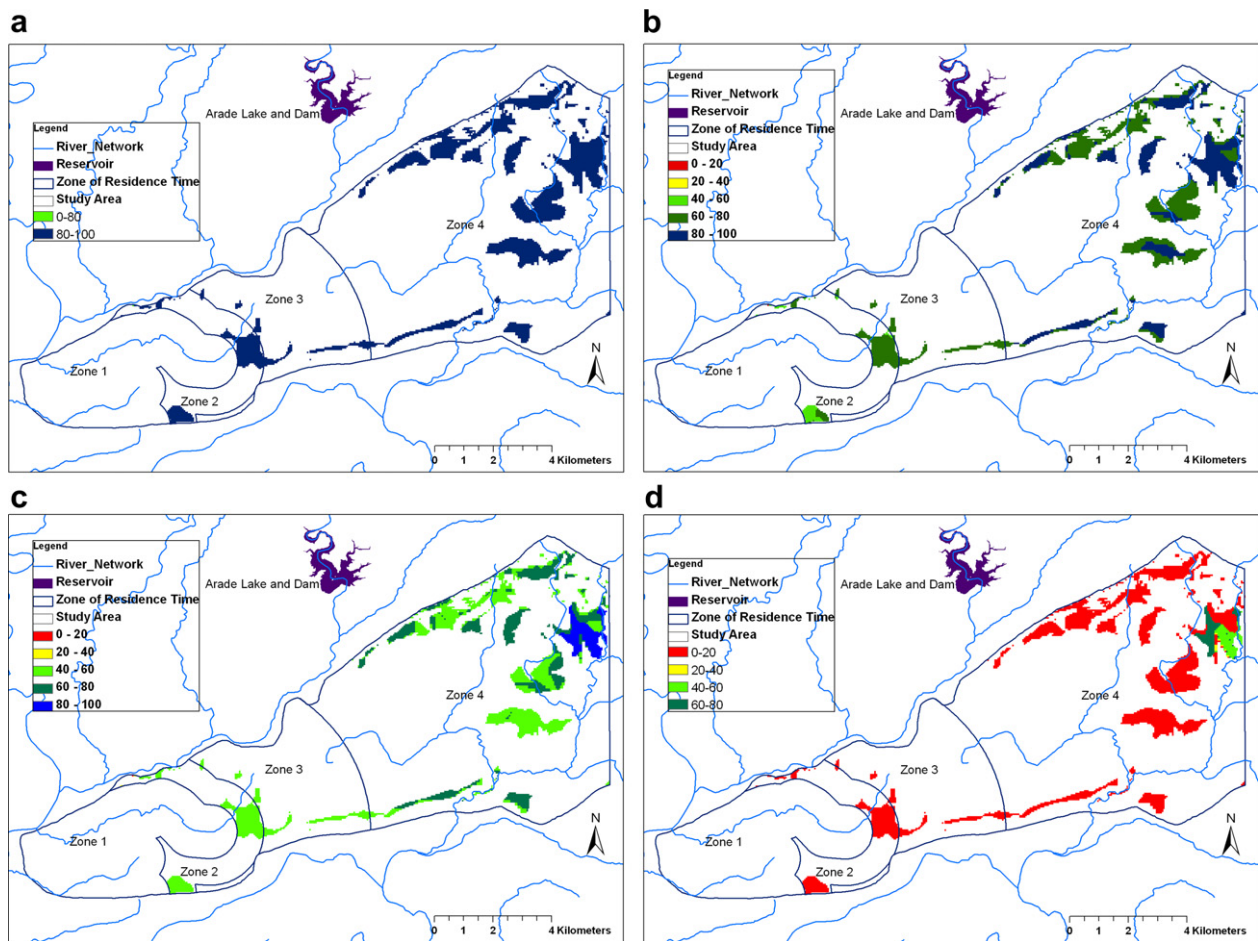 a
Legend
River_Network
Reservoir
Zone of Residence Time
Study Area
0-80
80-100
Arade Lake and Dam
Zone 4
Zone 3
Zone 1
Zone 2
N
0 1 2 4 Kilometers
b
Legend
River_Network
Reservoir
Zone of Residence Time
Study Area
0 - 20
20 - 40
40 - 60
60 - 80
80 - 100
Arade Lake and Dam
Zone 4
Zone 3
Zone 1
Zone 2
N
0 1 2 4 Kilometers
c
Legend
River_Network
Reservoir
Zone of Residence Time
Study Area
0 - 20
20 - 40
40 - 60
60 - 80
80 - 100
Arade Lake and Dam
Zone 4
Zone 3
Zone 1
Zone 2
N
0 1 2 4 Kilometers
d
Legend
River_Network
Reservoir
Zone of Residence Time
Study Area
0-20
20-40
40-60
60-80
Arade Lake and Dam
Zone 4
Zone 3
Zone 1
Zone 2
N
0 1 2 4 Kilometers